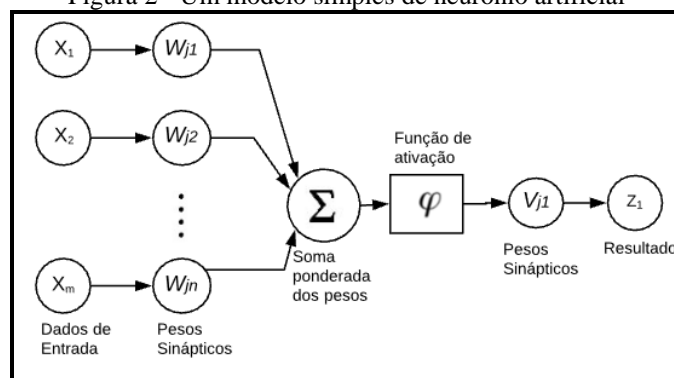 Figura 2 - Um modelo simples de neurônio artificial
X1
Wj1
X2
Wj2
Função de
ativação
Σ
φ
Vj1
Z1
Soma
ponderada
dos pesos
Pesos
Sinápticos
Resultado
Xm
Wjn
Dados de
Entrada
Pesos
Sinápticos